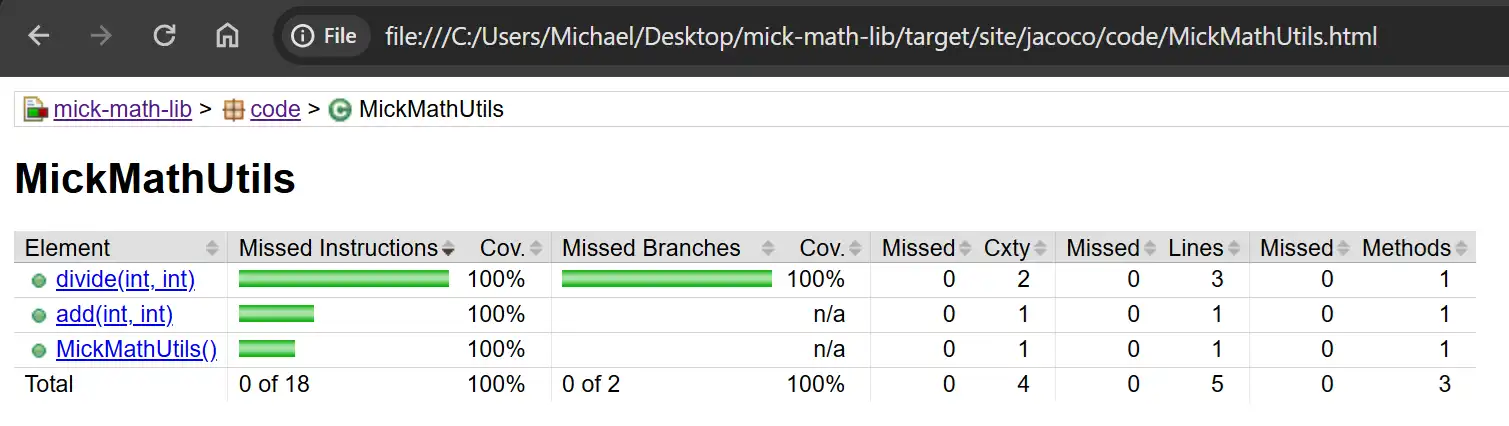 File file:///C:/Users/Michael/Desktop/mick-math-lib/target/site/jacoco/code/MickMathUtils.html
mick-math-lib > code > C MickMathUtils
MickMathUtils
Element Missed Instructions Cov. Missed Branches Cov. Missed Cxty Missed Lines Missed Methods
divide(int, int) 100% 100% 0 2 0 3 0 1
add(int, int) 100% n/a 0 1 0 1 0 1
MickMathUtils() 100% n/a 0 1 0 1 0 1
Total 0 of 18 100% 0 of 2 100% 0 4 0 5 0 3